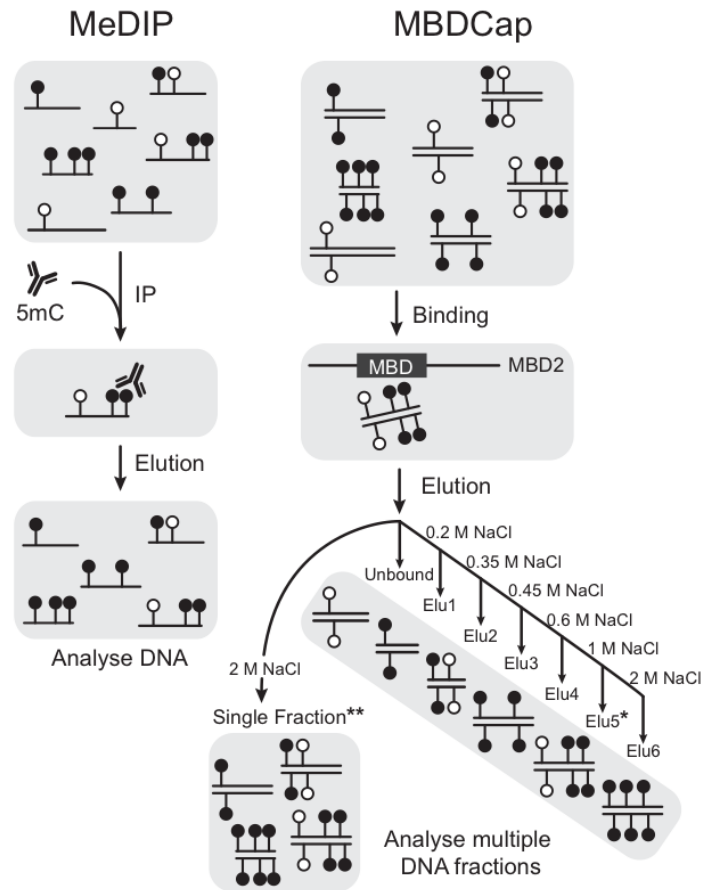 MeDIP
MBDCap
5mC
IP
Elution
Analyse DNA
Binding
MBD
MBD2
Elution
0.2 M NaCl
0.35 M NaCl
0.45 M NaCl
0.6 M NaCl
1 M NaCl
2 M NaCl
Unbound
Elu1
Elu2
Elu3
Elu4
Elu5*
Elu6
2 M NaCl
Single Fraction**
Analyse multiple
DNA fractions